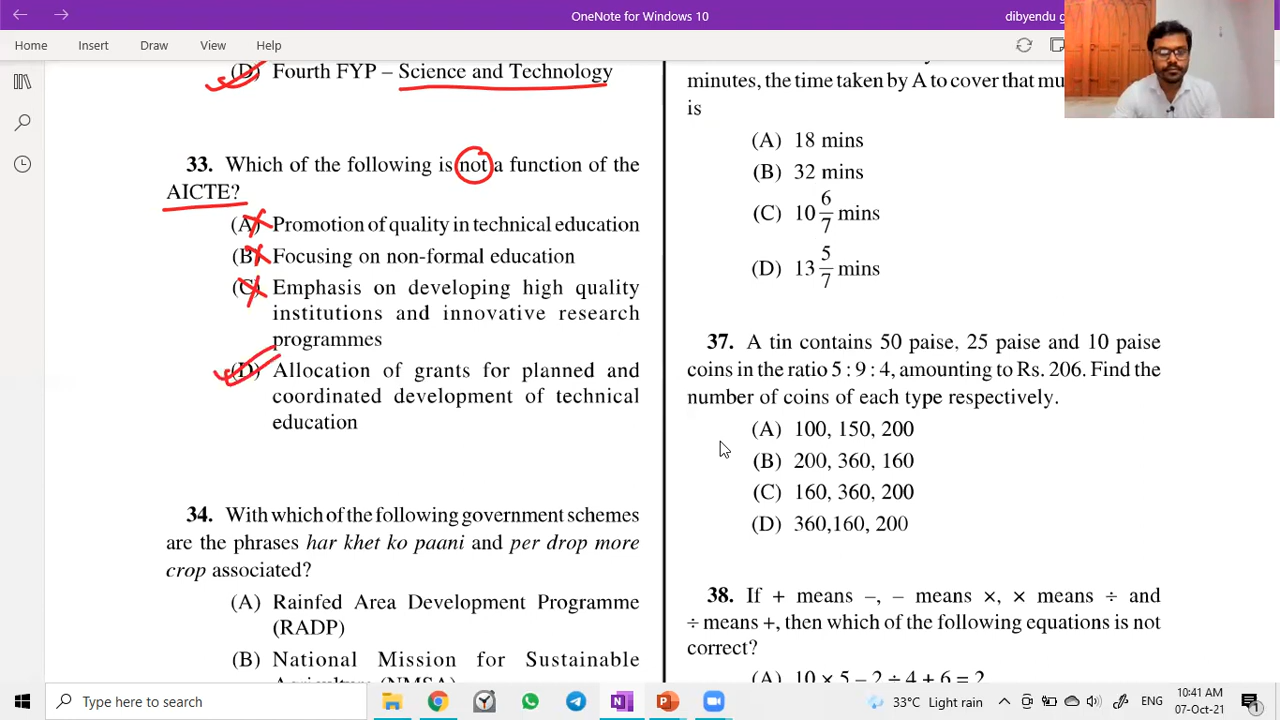 OneNote for Windows 10
dibyendu g
Home Insert Draw View Help
(D) Fourth FYP – Science and Technology
33. Which of the following is not a function of the
AICTE?
(A) Promotion of quality in technical education
(B) Focusing on non-formal education
(C) Emphasis on developing high quality
institutions and innovative research
programmes
(D) Allocation of grants for planned and
coordinated development of technical
education
34. With which of the following government schemes
are the phrases har khet ko paani and per drop more
crop associated?
(A) Rainfed Area Development Programme
(RADP)
(B) National Mission for Sustainable
Agriculture (NMSA)
minutes, the time taken by A to cover that mu
is
(A) 18 mins
(B) 32 mins
(C) 10 6/7 mins
(D) 13 5/7 mins
37. A tin contains 50 paise, 25 paise and 10 paise
coins in the ratio 5 : 9 : 4, amounting to Rs. 206. Find the
number of coins of each type respectively.
(A) 100, 150, 200
(B) 200, 360, 160
(C) 160, 360, 200
(D) 360,160, 200
38. If + means –, – means ×, × means ÷ and
÷ means +, then which of the following equations is not
correct?
(A) 10 × 5 – 2 ÷ 4 + 6 = 2
Type here to search
33°C Light rain
ENG
10:41 AM
07-Oct-21
1